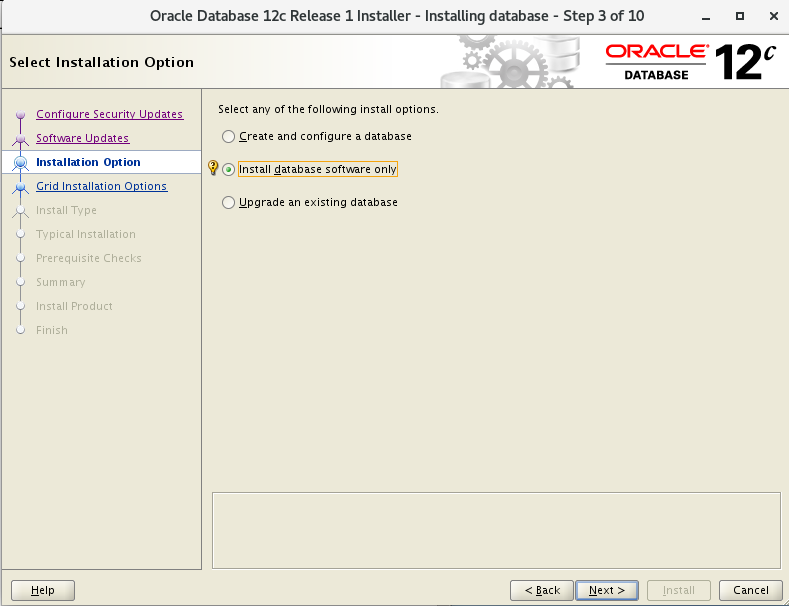 Oracle Database 12c Release 1 Installer - Installing database - Step 3 of 10
Select Installation Option
ORACLE
DATABASE
12c
Configure Security Updates
Software Updates
Installation Option
Grid Installation Options
Install Type
Typical Installation
Prerequisite Checks
Summary
Install Product
Finish
Select any of the following install options.
Create and configure a database
Install database software only
Upgrade an existing database
Help
< Back
Next >
Install
Cancel